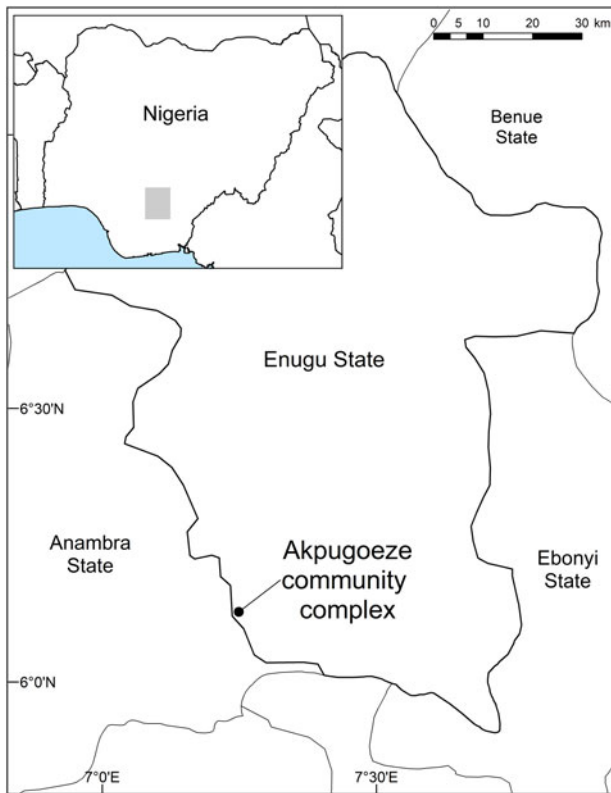 0 5 10 20 30 km
Nigeria
Benue
State
Enugu State
6°30'N
Anambra
State
Akpugoeze
community
complex
Ebonyi
State
6°0'N
7°0'E
7°30'E